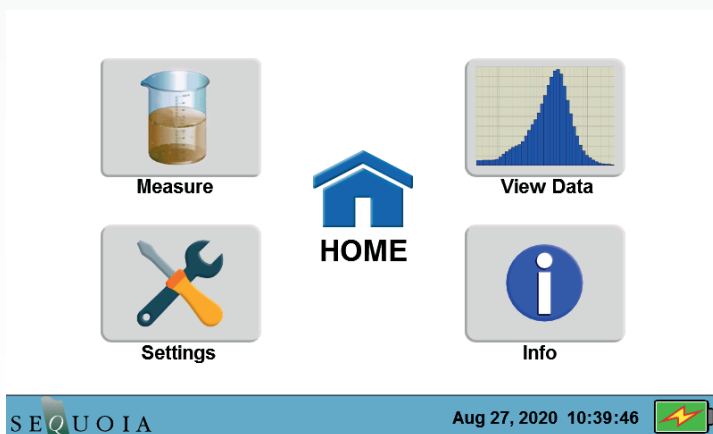 Measure
View Data
HOME
Settings
Info
SEQUOIA
Aug 27, 2020 10:39:46